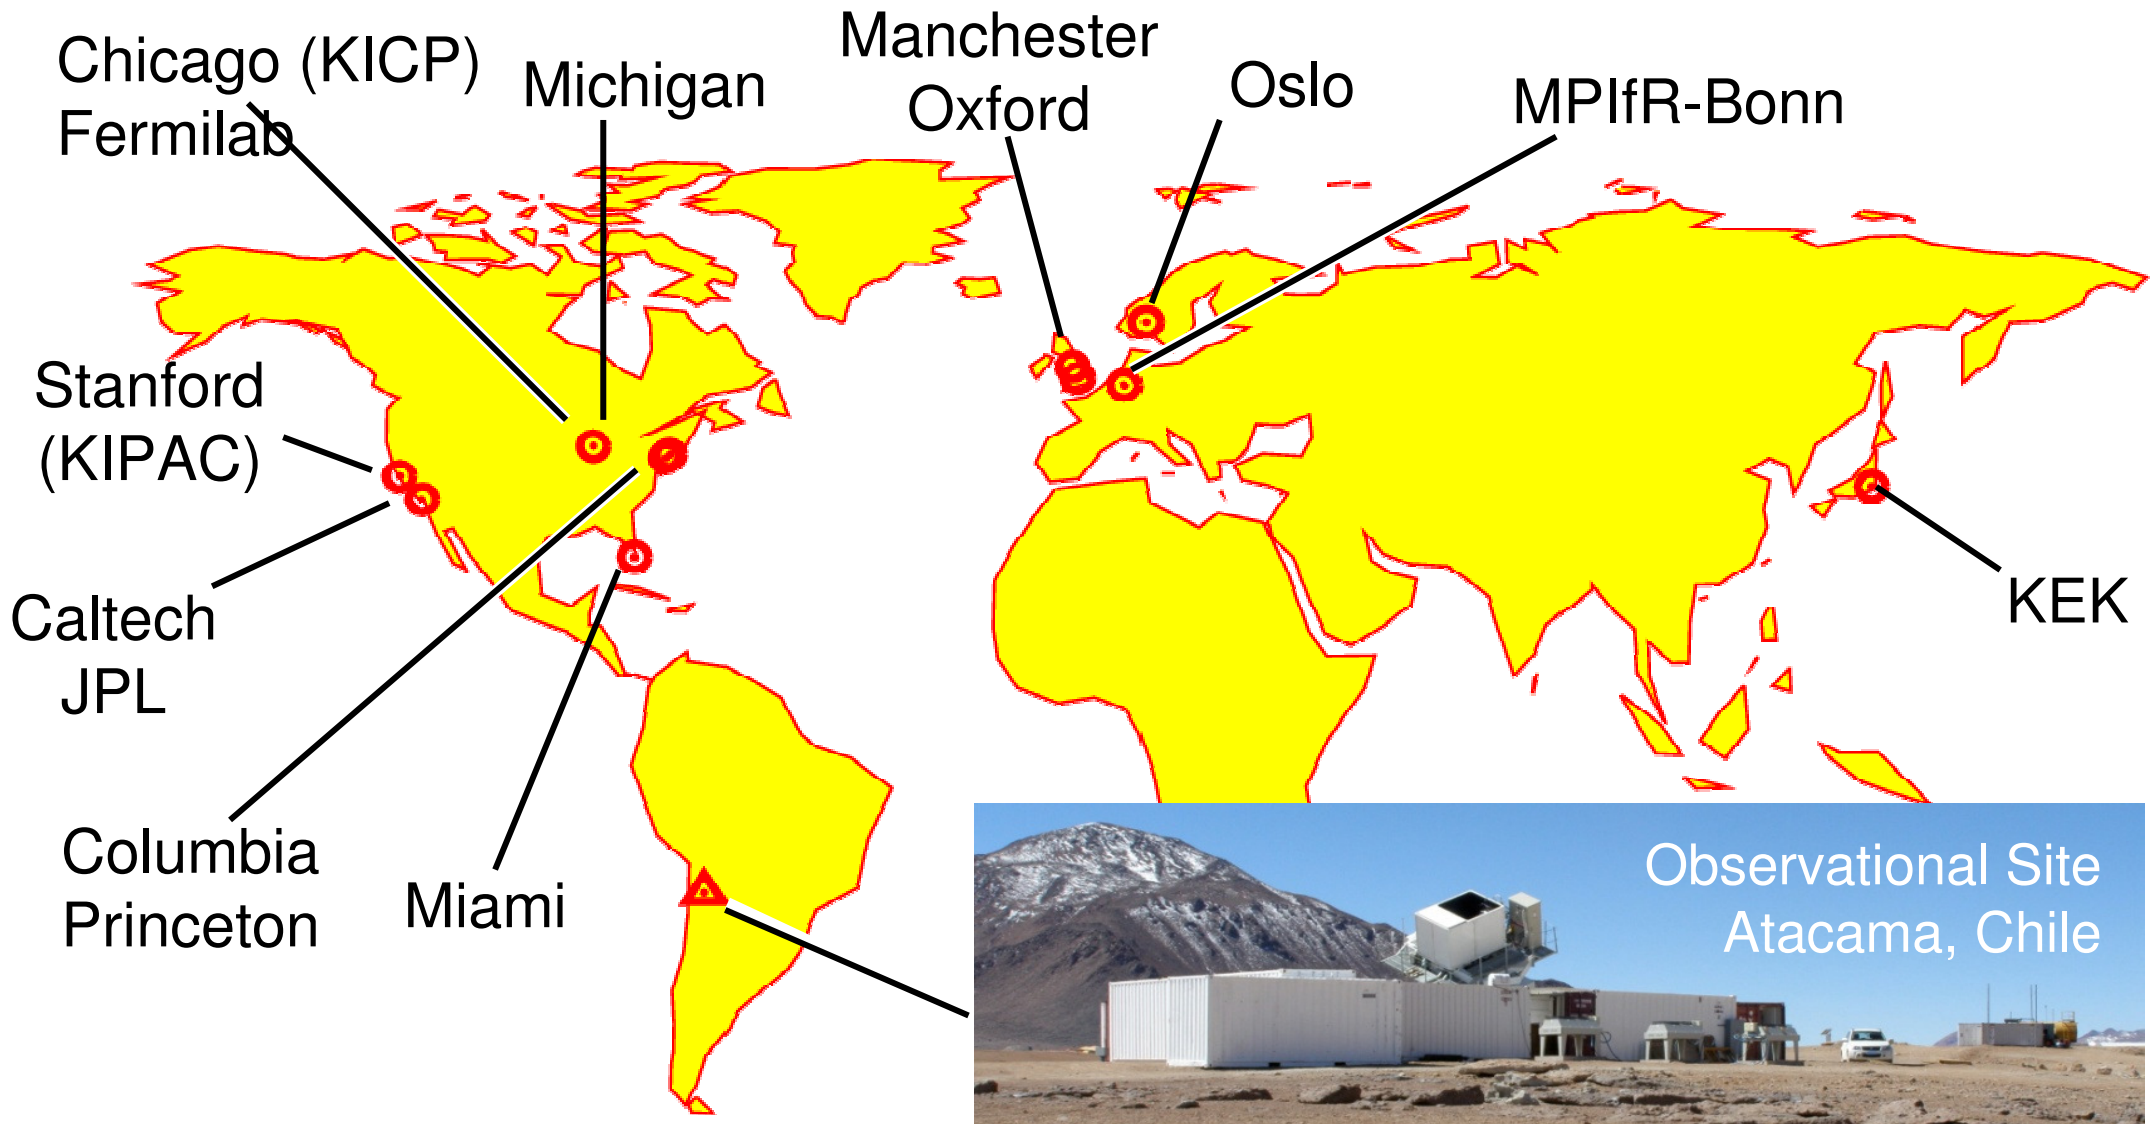 Chicago (KICP)
Fermilab
Michigan
Manchester
Oxford
Oslo
MPIfR-Bonn
Stanford
(KIPAC)
Caltech
JPL
KEK
Columbia
Princeton
Miami
Observational Site
Atacama, Chile